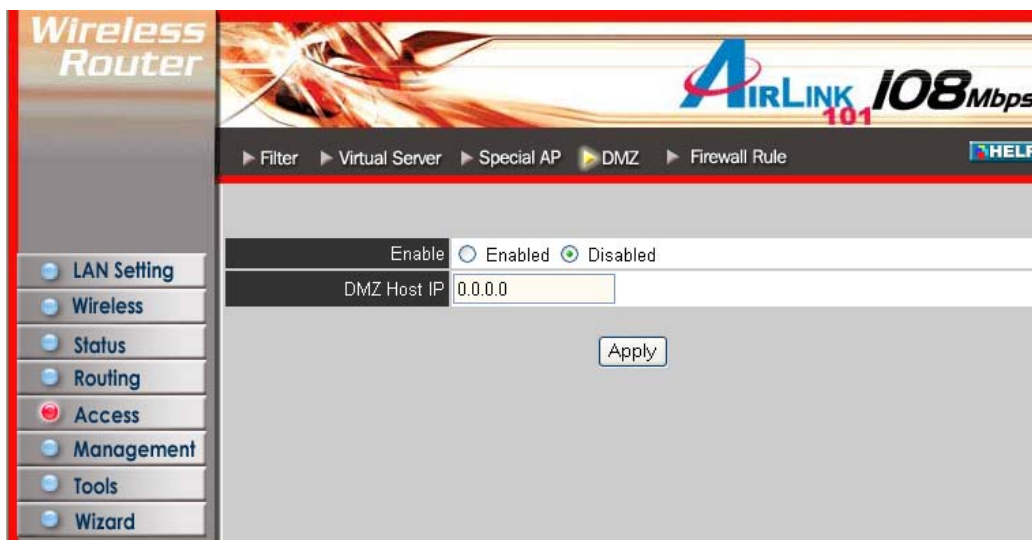 Wireless
Router
AIRLINK 101 108Mbps
Filter Virtual Server Special AP DMZ Firewall Rule HELP
Enable Enabled Disabled
DMZ Host IP 0.0.0.0
Apply
LAN Setting
Wireless
Status
Routing
Access
Management
Tools
Wizard